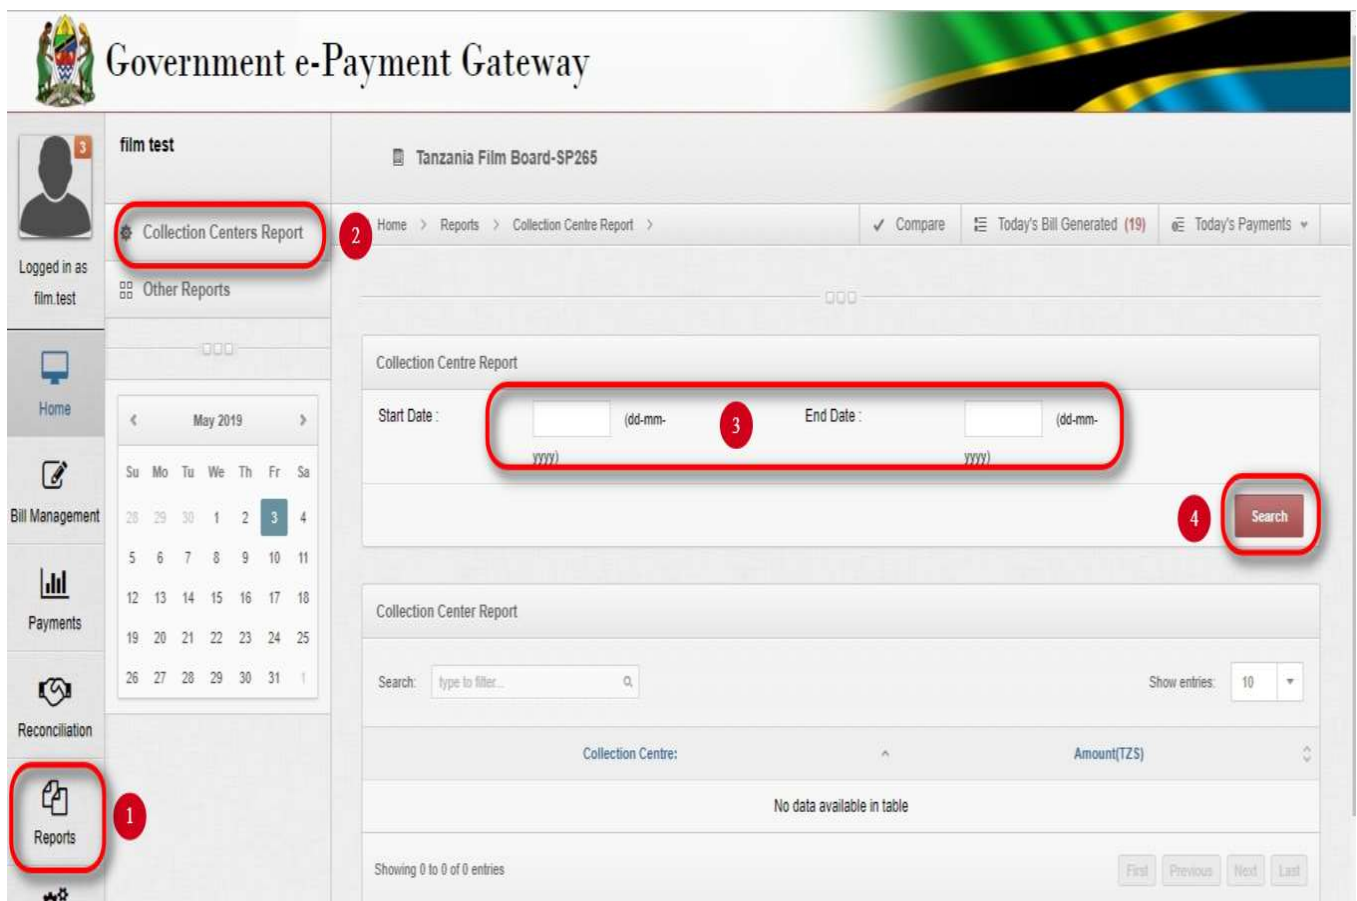 Government e-Payment Gateway
3
film test
Tanzania Film Board-SP265
Collection Centers Report
2
Home > Reports > Collection Centre Report >
Compare
Today's Bill Generated (19)
Today's Payments
Logged in as
film.test
Other Reports
Home
Bill Management
Payments
Reconciliation
Reports
1
May 2019
Su Mo Tu We Th Fr Sa
28 29 30 1 2 3 4
5 6 7 8 9 10 11
12 13 14 15 16 17 18
19 20 21 22 23 24 25
26 27 28 29 30 31 1
Collection Centre Report
Start Date : (dd-mm-
yyyy)
3
End Date : (dd-mm-
yyyy)
4
Search
Collection Center Report
Search: type to filter...
Show entries: 10
Collection Centre: Amount(TZS)
No data available in table
Showing 0 to 0 of 0 entries
First Previous Next Last